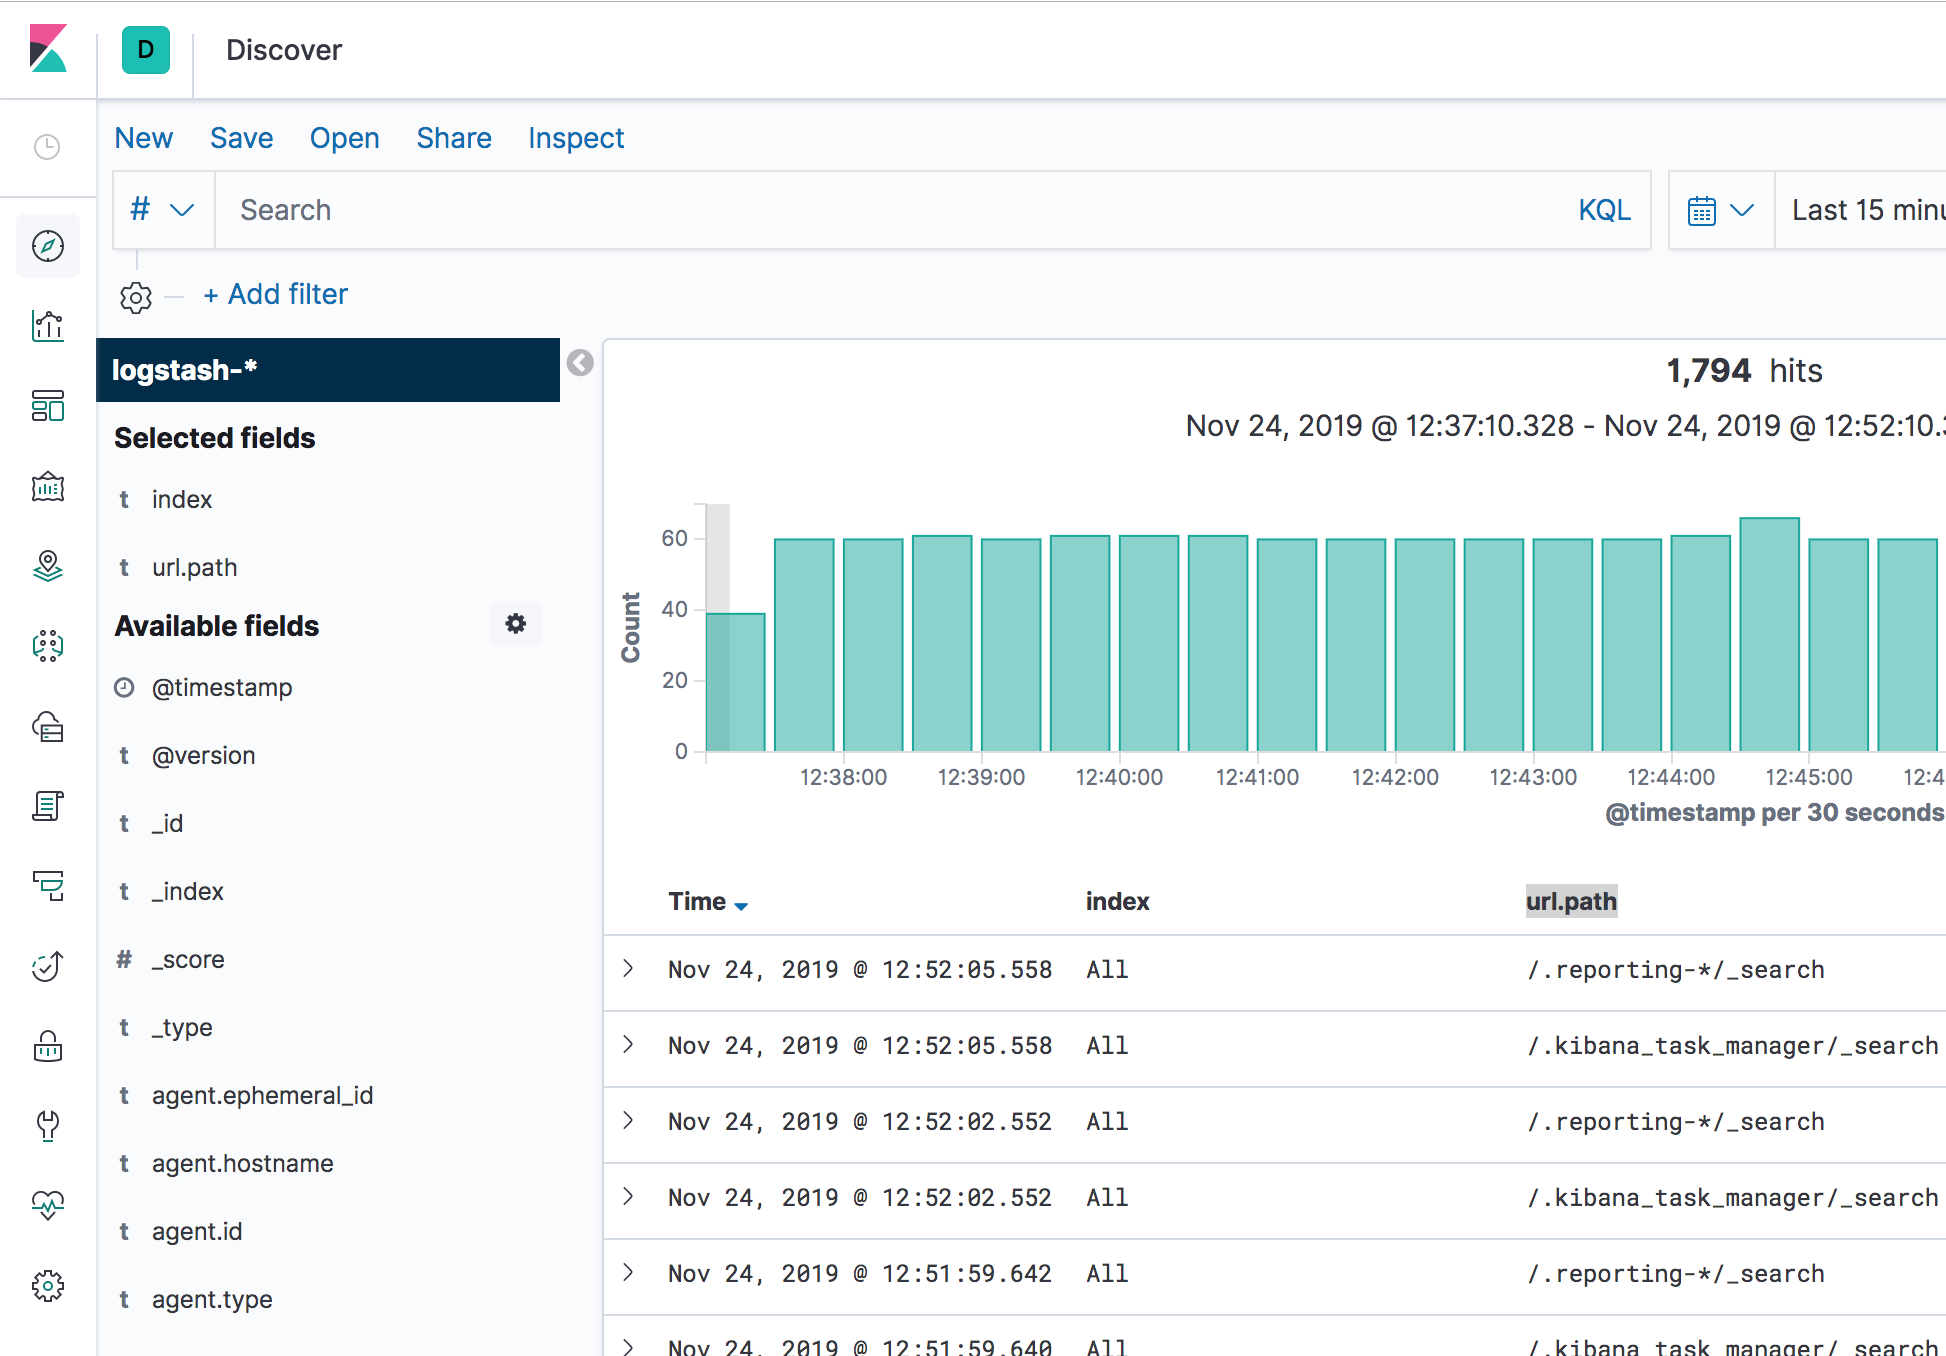 D Discover
New Save Open Share Inspect
# Search KQL Last 15 minu
+ Add filter
logstash-*
Selected fields
t index
t url.path
Available fields
@timestamp
t @version
t _id
t _index
# _score
t _type
t agent.ephemeral_id
t agent.hostname
t agent.id
t agent.type
1,794 hits
Nov 24, 2019 @ 12:37:10.328 - Nov 24, 2019 @ 12:52:10.3
Count
60
40
20
0
12:38:00 12:39:00 12:40:00 12:41:00 12:42:00 12:43:00 12:44:00 12:45:00 12:4
@timestamp per 30 seconds
Time index url.path
Nov 24, 2019 @ 12:52:05.558 All /.reporting-*/_search
Nov 24, 2019 @ 12:52:05.558 All /.kibana_task_manager/_search
Nov 24, 2019 @ 12:52:02.552 All /.reporting-*/_search
Nov 24, 2019 @ 12:52:02.552 All /.kibana_task_manager/_search
Nov 24, 2019 @ 12:51:59.642 All /.reporting-*/_search
Nov 24, 2019 @ 12:51:59.640 All /.kibana_task_manager/_search